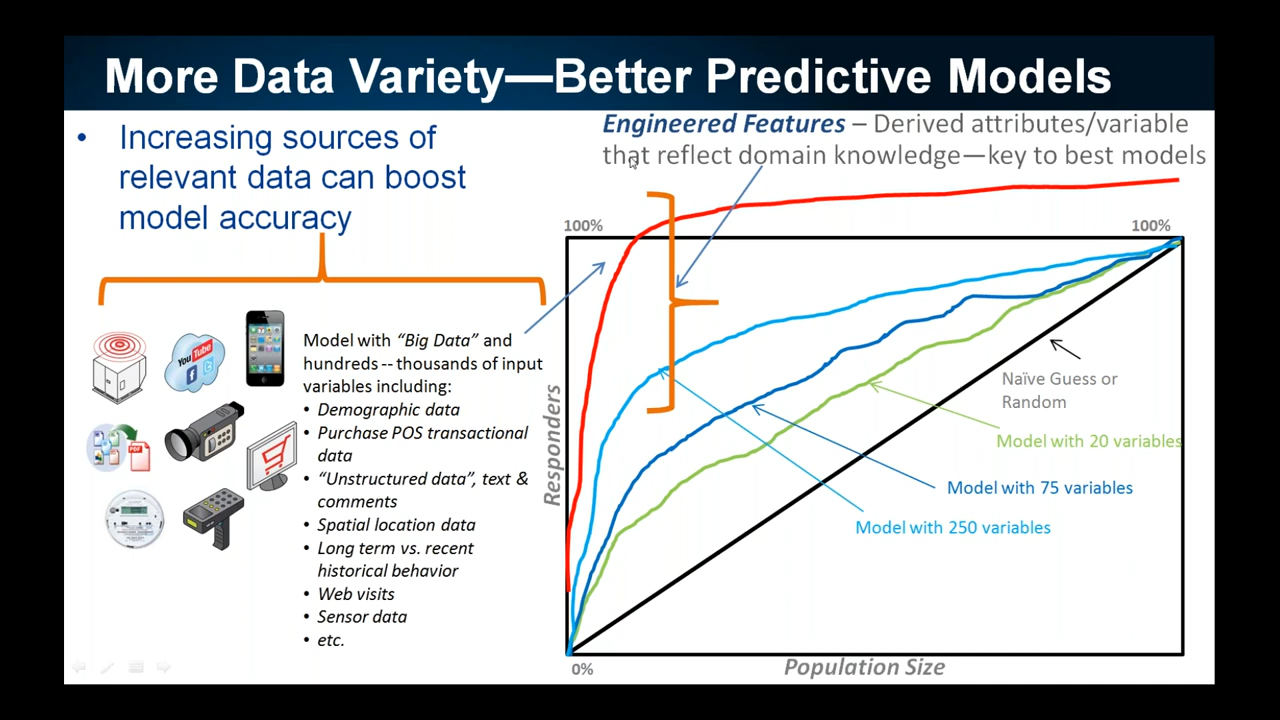 More Data Variety—Better Predictive Models
• Increasing sources of
relevant data can boost
model accuracy
Engineered Features – Derived attributes/variable
that reflect domain knowledge—key to best models
You Tube
PDF
Model with “Big Data” and
hundreds -- thousands of input
variables including:
• Demographic data
• Purchase POS transactional
data
• “Unstructured data”, text &
comments
• Spatial location data
• Long term vs. recent
historical behavior
• Web visits
• Sensor data
• etc.
100%
100%
Responders
Naïve Guess or
Random
Model with 20 variables
Model with 75 variables
Model with 250 variables
0%
Population Size